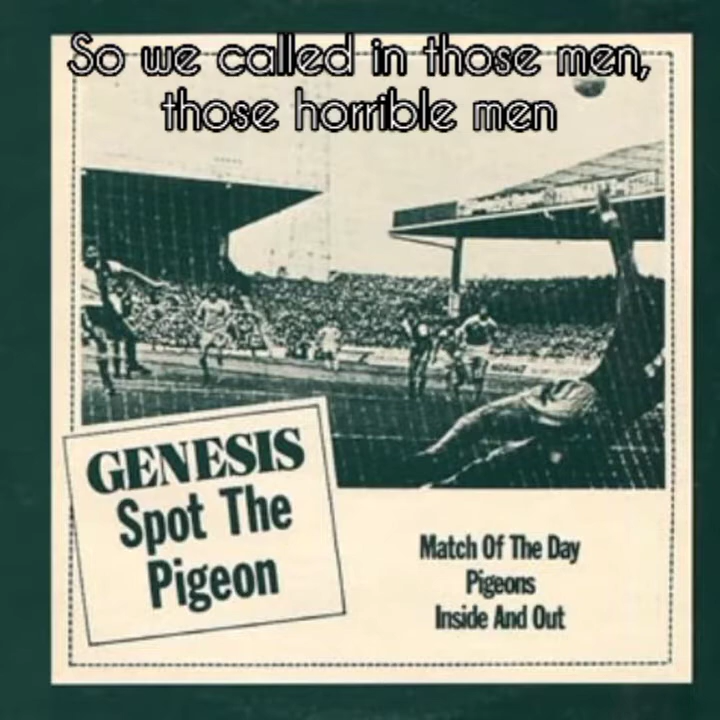 So we called in those men,
those horrible men
GENESIS
Spot The
Pigeon
Match Of The Day
Pigeons
Inside And Out